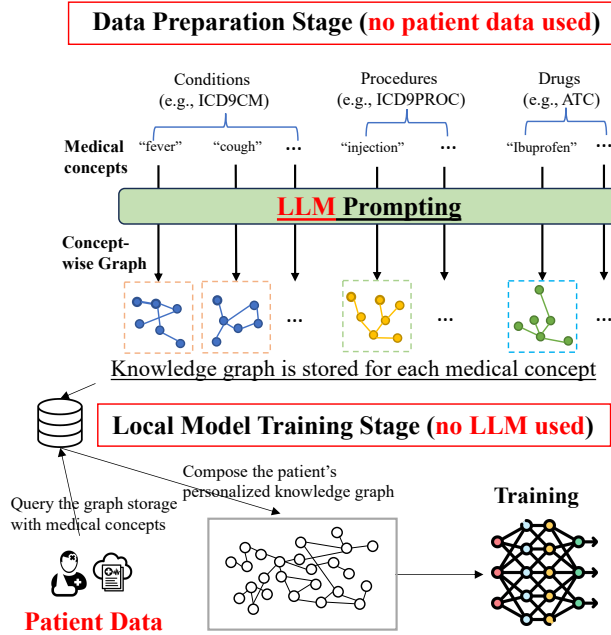 Data Preparation Stage (no patient data used)
Conditions
(e.g., ICD9CM)
Procedures
(e.g., ICD9PROC)
Drugs
(e.g., ATC)
Medical
concepts
“fever”
“cough”
...
“injection”
...
“Ibuprofen”
...
LLM Prompting
Concept-
wise Graph
...
...
...
Knowledge graph is stored for each medical concept
Local Model Training Stage (no LLM used)
Compose the patient’s
personalized knowledge graph
Query the graph storage
with medical concepts
Training
Patient Data